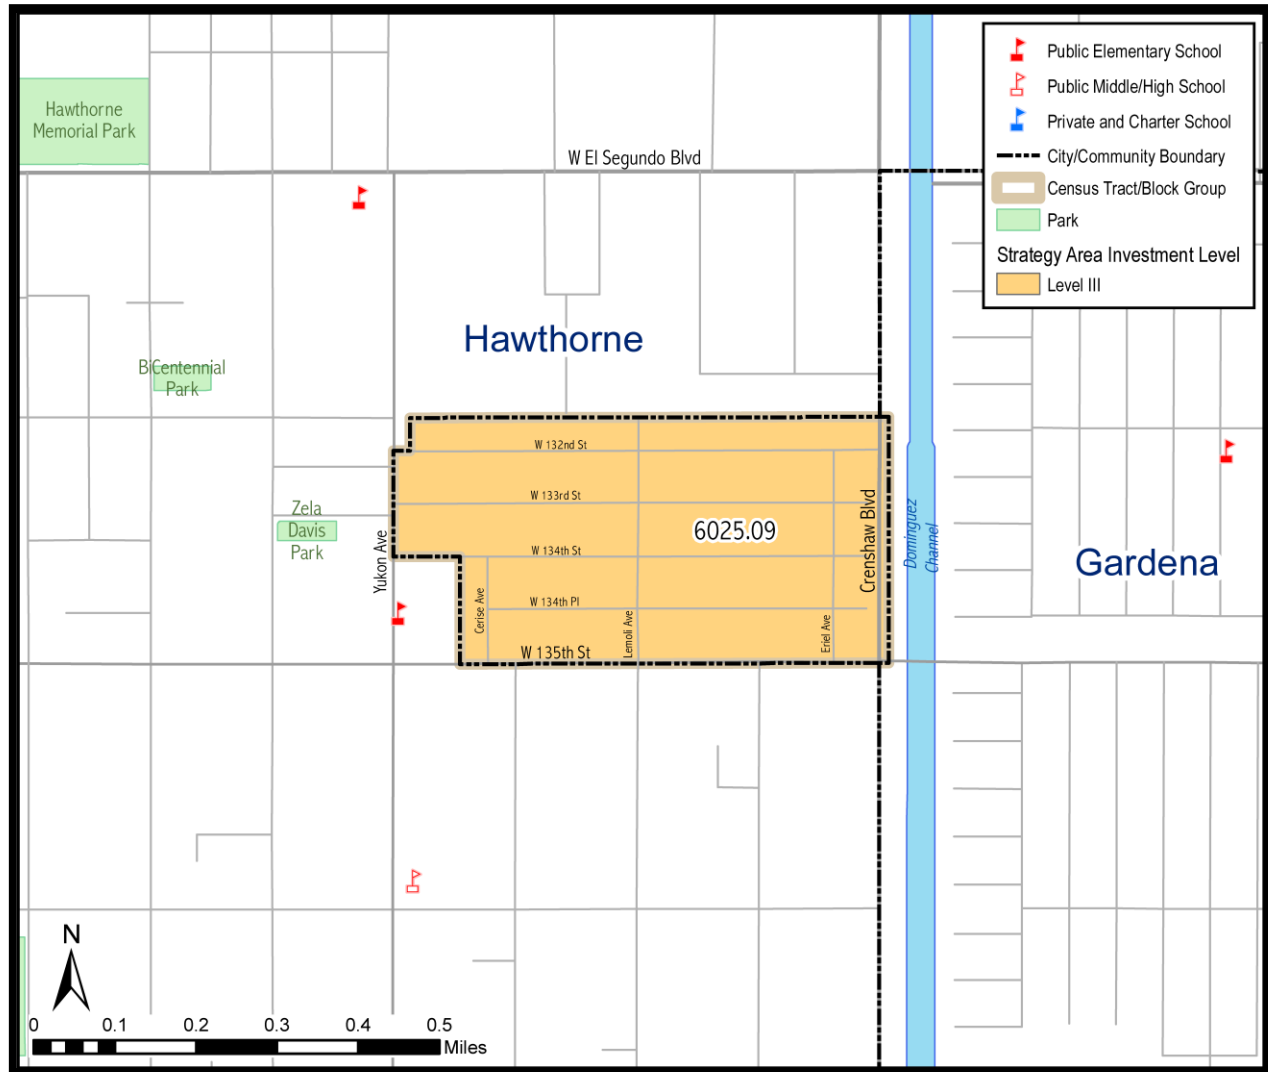 Public Elementary School
Public Middle/High School
Private and Charter School
City/Community Boundary
Census Tract/Block Group
Park
Strategy Area Investment Level
Level III
Hawthorne
Memorial Park
W El Segundo Blvd
Hawthorne
BiCentennial
Park
W 132nd St
W 133rd St
6025.09
Crenshaw Blvd
Zela
Davis
Park
Yukon Ave
W 134th St
Dominguez
Channel
Gardena
Cerise Ave
W 134th Pl
Lemoli Ave
Eriel Ave
W 135th St
N
0 0.1 0.2 0.3 0.4 0.5
Miles